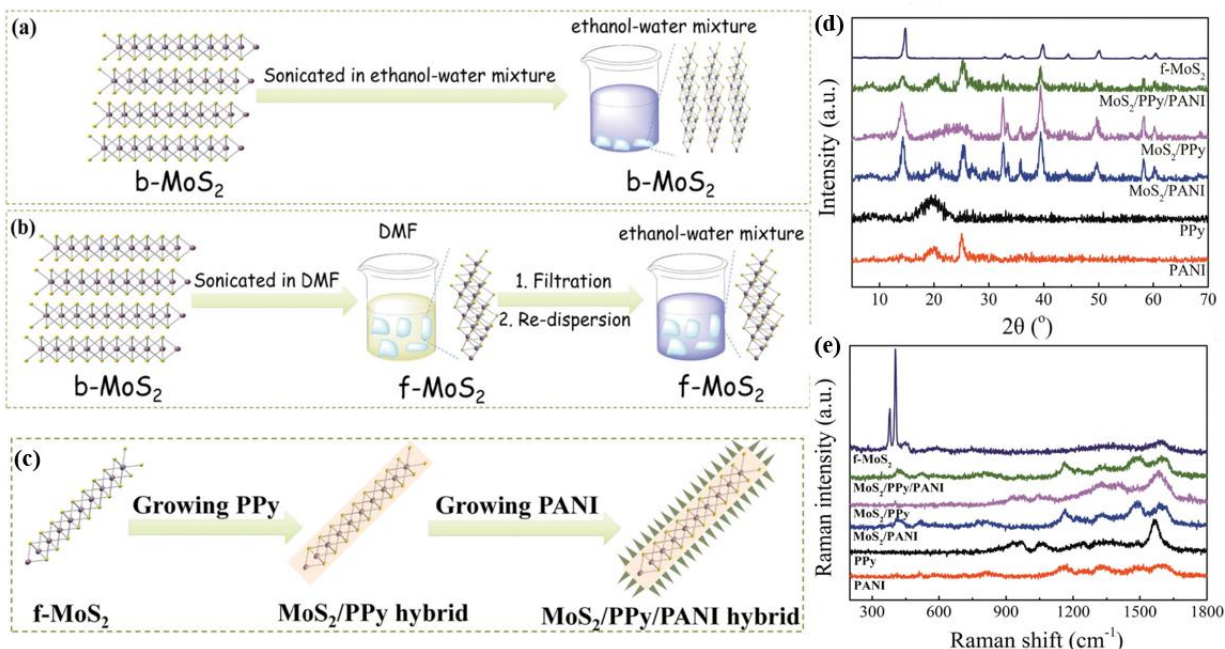 (a)
Sonicated in ethanol-water mixture
ethanol-water mixture
b-MoS₂
b-MoS₂
(b)
Sonicated in DMF
DMF
1. Filtration
2. Re-dispersion
ethanol-water mixture
b-MoS₂
f-MoS₂
f-MoS₂
(c)
Growing PPy
Growing PANI
f-MoS₂
MoS₂/PPy hybrid
MoS₂/PPy/PANI hybrid
(d)
Intensity (a.u.)
f-MoS₂
MoS₂/PPy/PANI
MoS₂/PPy
MoS₂/PANI
PPy
PANI
10 20 30 40 50 60 70
2θ (°)
(e)
Raman intensity (a.u.)
f-MoS₂
MoS₂/PPy/PANI
MoS₂/PPy
MoS₂/PANI
PPy
PANI
300 600 900 1200 1500 1800
Raman shift (cm⁻¹)